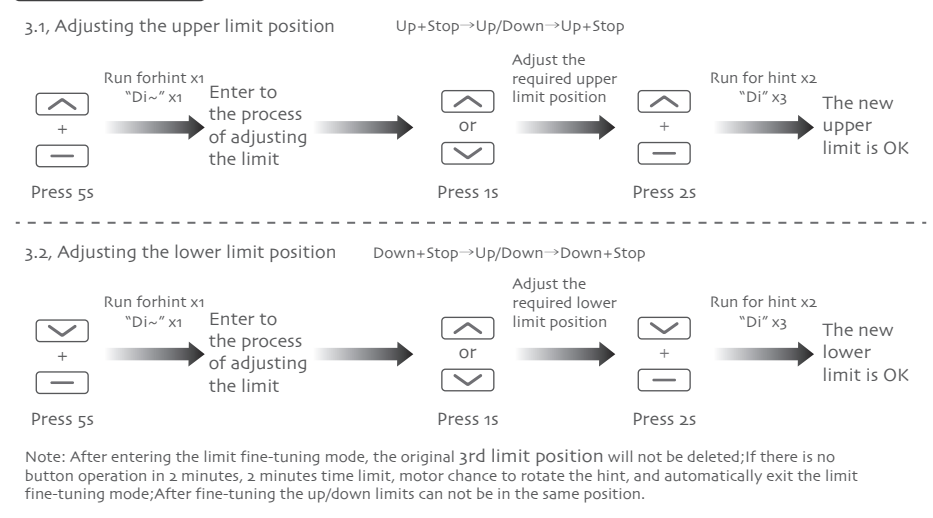 3.1, Adjusting the upper limit position
Up+Stop→Up/Down→Up+Stop
Run forhint x1
"Di~" x1
+
Press 5s
Enter to
the process
of adjusting
the limit
or
Press 1s
Adjust the
required upper
limit position
+
Press 2s
Run for hint x2
"Di" x3
The new
upper
limit is OK
3.2, Adjusting the lower limit position
Down+Stop→Up/Down→Down+Stop
Run forhint x1
"Di~" x1
+
Press 5s
Enter to
the process
of adjusting
the limit
or
Press 1s
Adjust the
required lower
limit position
+
Press 2s
Run for hint x2
"Di" x3
The new
lower
limit is OK
Note: After entering the limit fine-tuning mode, the original 3rd limit position will not be deleted;If there is no
button operation in 2 minutes, 2 minutes time limit, motor chance to rotate the hint, and automatically exit the limit
fine-tuning mode;After fine-tuning the up/down limits can not be in the same position.